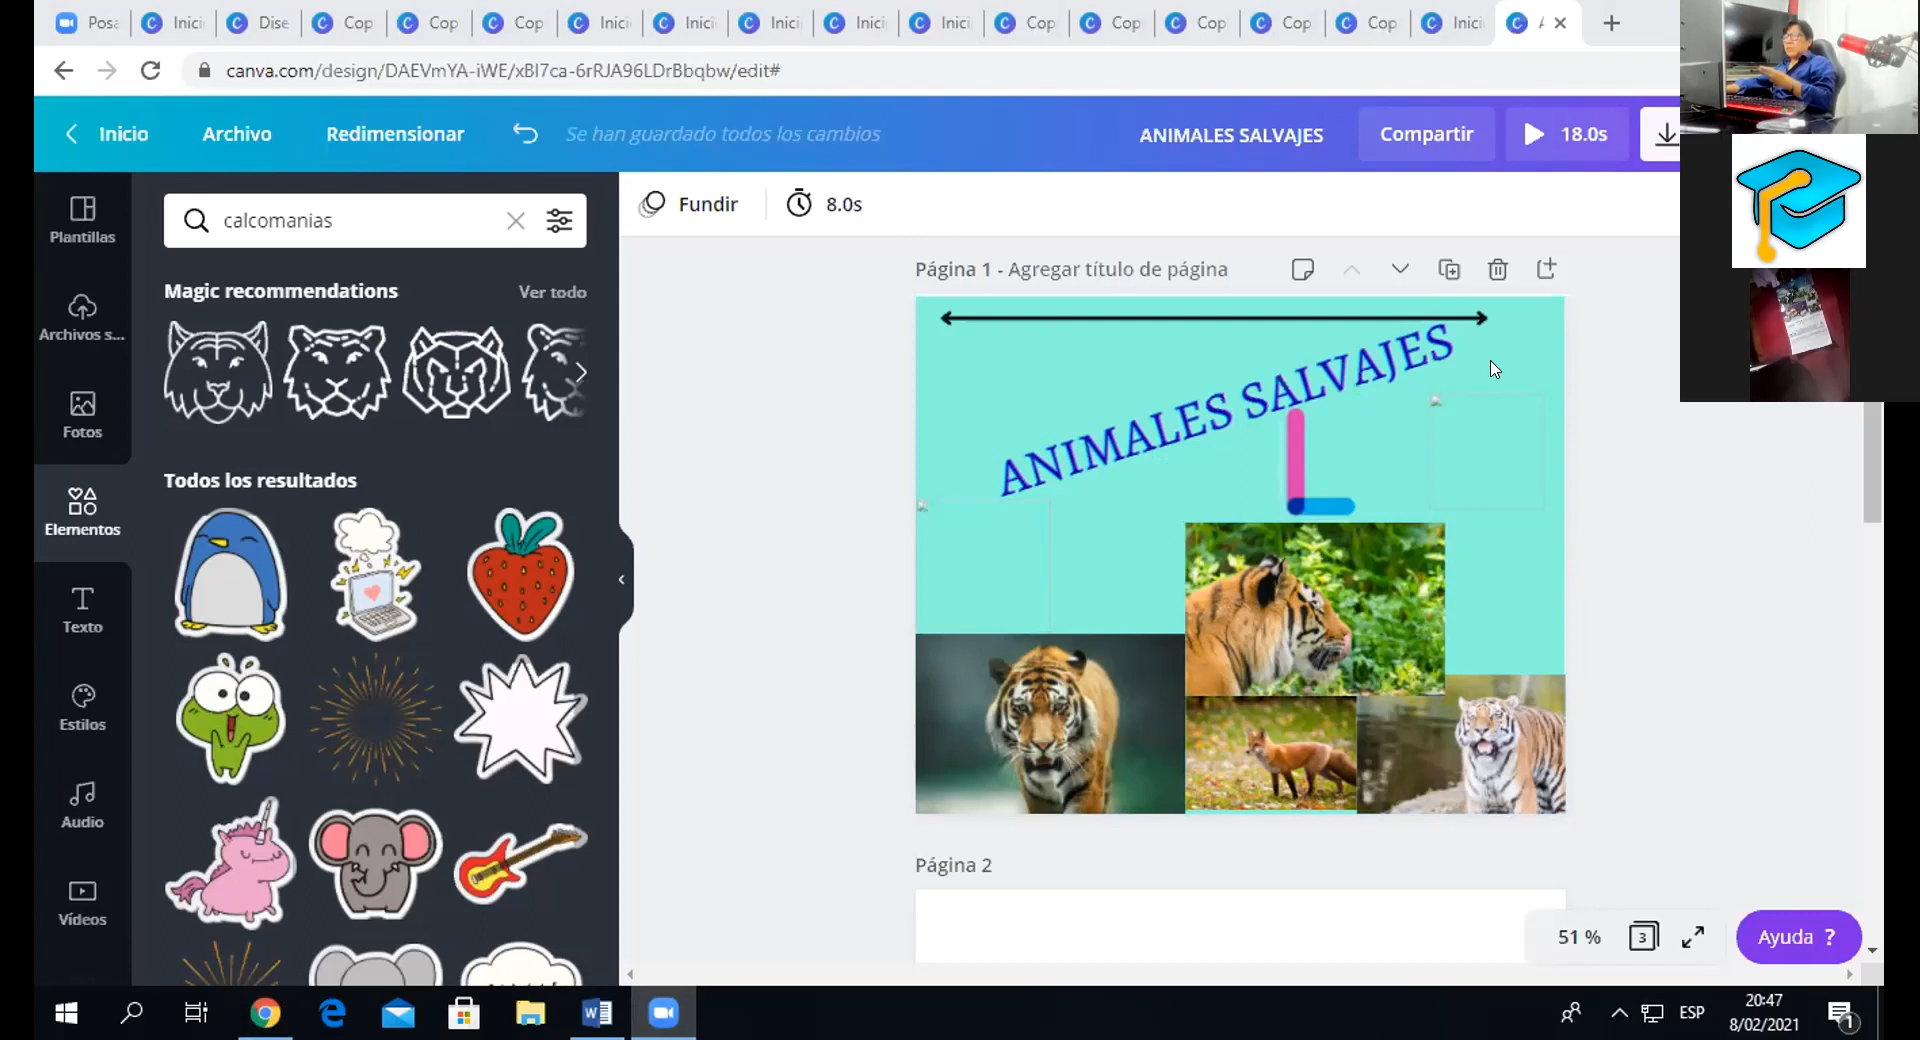 Posa
Inici
Dise
Cop
Cop
Cop
Inici
Inici
Inici
Inici
Inici
Cop
Cop
Cop
Cop
Cop
Inici
A
canva.com/design/DAEVmYA-iWE/xBl7ca-6rRJA96LDrBbqbw/edit#
Inicio
Archivo
Redimensionar
Se han guardado todos los cambios
ANIMALES SALVAJES
Compartir
18.0s
Plantillas
Archivos s...
Fotos
Elementos
Texto
Estilos
Audio
Vídeos
calcomanias
Magic recommendations
Ver todo
Todos los resultados
Fundir
8.0s
Página 1 - Agregar título de página
ANIMALES SALVAJES
Página 2
51 %
3
Ayuda ?
ESP
20:47
8/02/2021
1